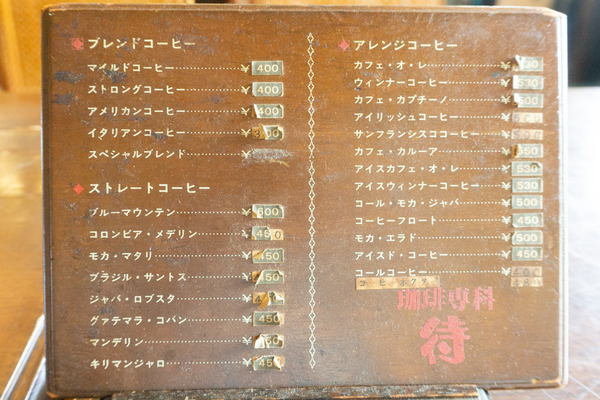 ブレンドコーヒー
マイルドコーヒー ¥400
ストロングコーヒー ¥400
アメリカンコーヒー ¥400
イタリアンコーヒー ¥
スペシャルブレンド ¥
ストレートコーヒー
ブルーマウンテン ¥600
コロンビア・メデリン ¥450
モカ・マタリ ¥450
ブラジル・サントス ¥450
ジャバ・ロブスタ ¥
グァテマラ・コバン ¥450
マンデリン ¥
キリマンジャロ ¥450
アレンジコーヒー
カフェ・オ・レ ¥
ウィンナーコーヒー ¥530
カフェ・カプチーノ ¥500
アイリッシュコーヒー ¥
サンフランシスココーヒー ¥
カフェ・カルーア ¥
アイスカフェ・オ・レ ¥530
アイスウィンナーコーヒー ¥530
コール・モカ・ジャバ ¥500
コーヒーフロート ¥450
モカ・エラド ¥500
アイスド・コーヒー ¥450
コールコーヒー ¥
珈琲専科
待